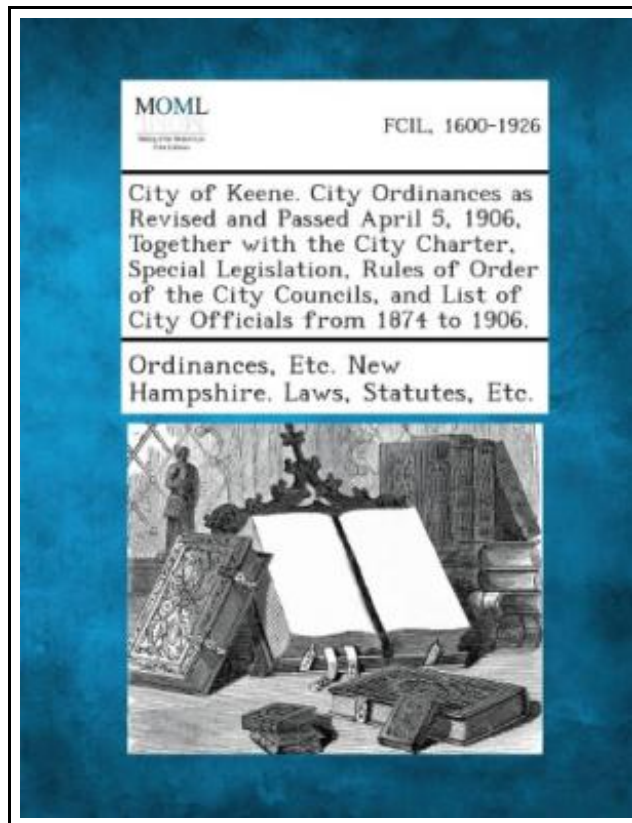 MOML
FCIL, 1600-1926
City of Keene. City Ordinances as
Revised and Passed April 5, 1906,
Together with the City Charter,
Special Legislation, Rules of Order
of the City Councils, and List of
City Officials from 1874 to 1906.
Ordinances, Etc. New
Hampshire. Laws, Statutes, Etc.